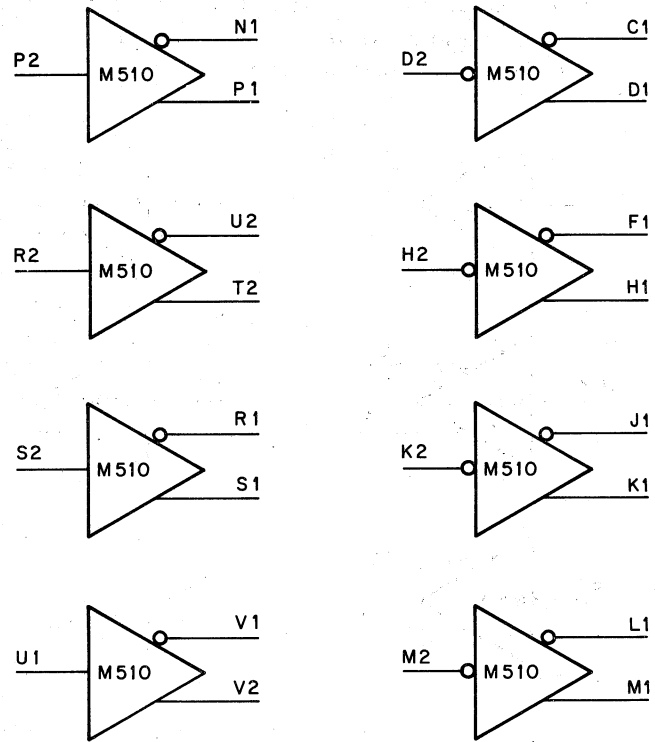 N1 C1
P2 M510 D2 M510
P1 D1
U2 F1
R2 M510 H2 M510
T2 H1
R1 J1
S2 M510 K2 M510
S1 K1
V1 L1
U1 M510 M2 M510
V2 M1